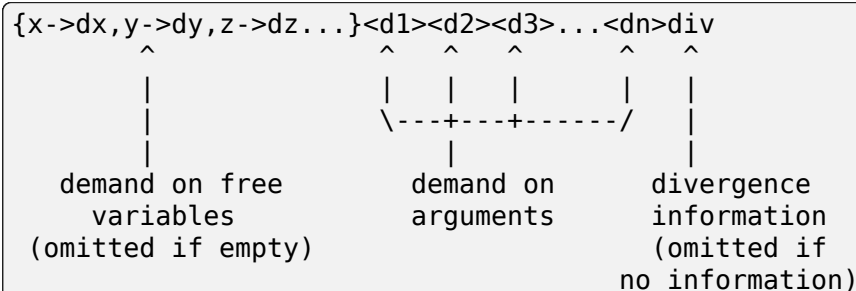 {x->dx,y->dy,z->dz...}<d1><d2><d3>...<dn>div
        ^              ^   ^   ^      ^   ^
        |              |   |   |      |   |
        |              \---+---+------/   |
        |                  |              |
   demand on free        demand on      divergence
     variables           arguments      information
 (omitted if empty)                     (omitted if
                                      no information)